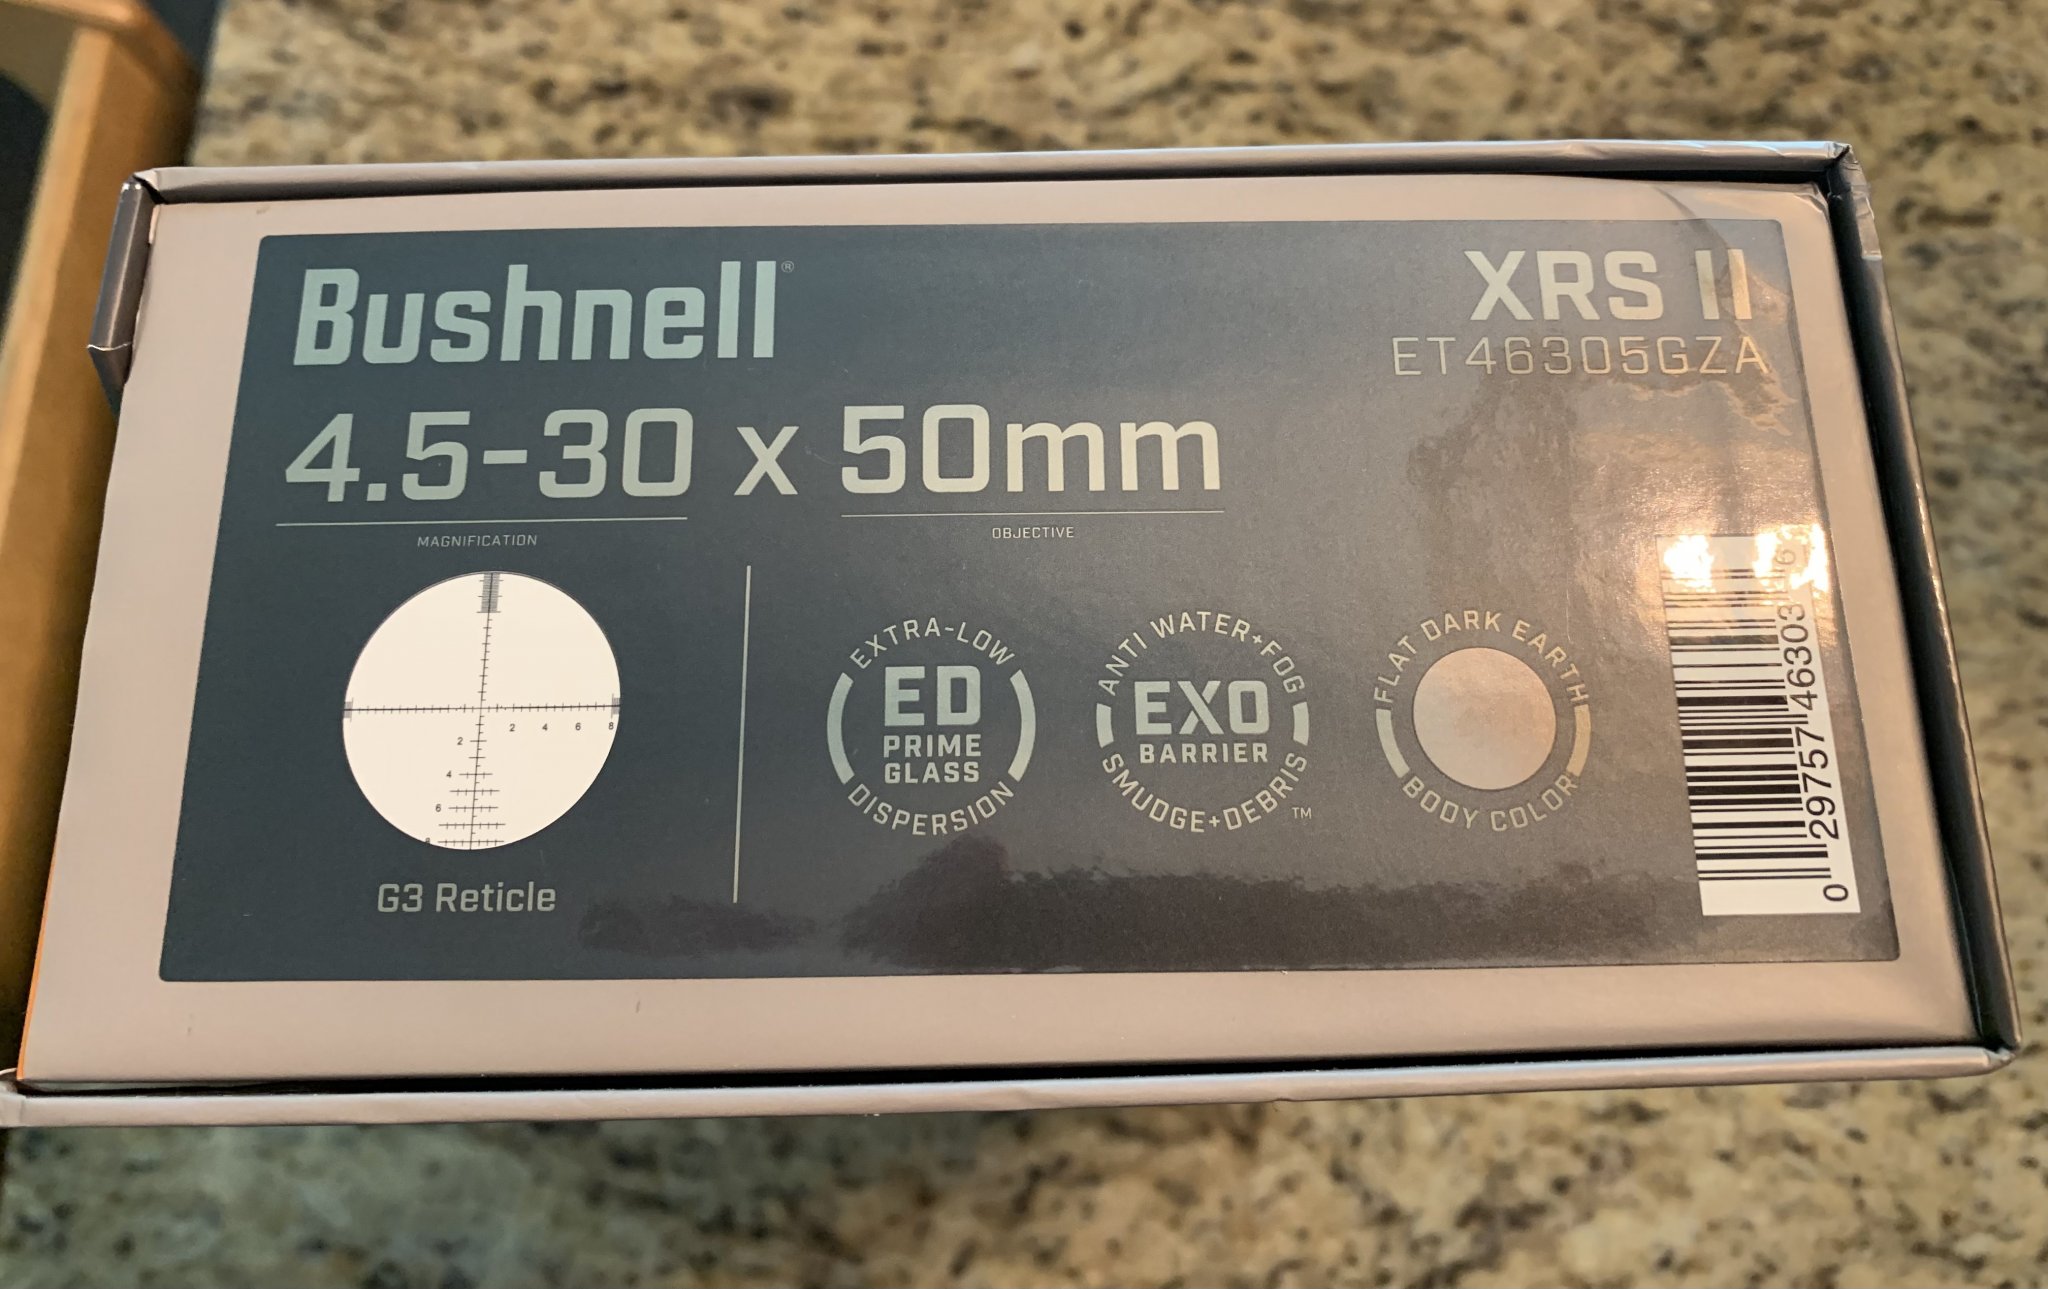 Bushnell®
XRS II
ET46305GZA
4.5-30 x 50mm
MAGNIFICATION
OBJECTIVE
2 4 6 8
2
4
6
8
G3 Reticle
EXTRA-LOW
ED
PRIME
GLASS
DISPERSION
ANTI WATER+FOG
EXO
BARRIER
SMUDGE+DEBRIS™
FLAT DARK EARTH
BODY COLOR
0 29757 46303 6